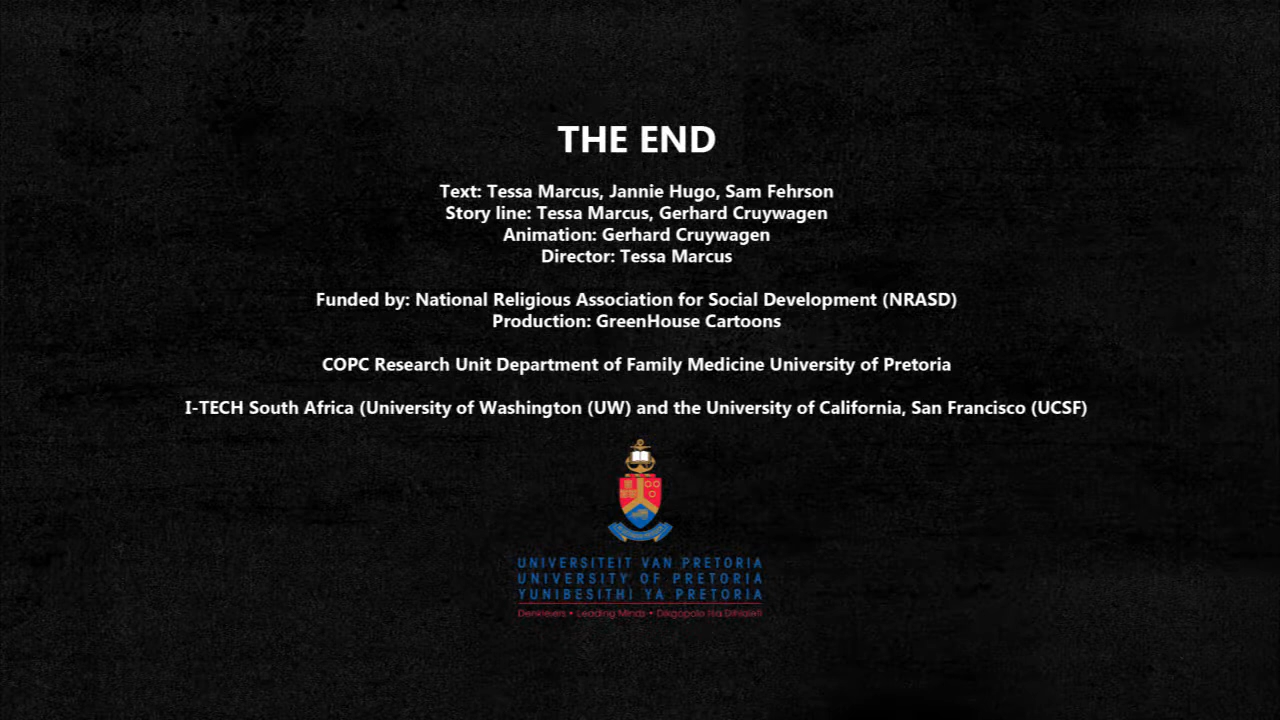 THE END
Text: Tessa Marcus, Jannie Hugo, Sam Fehrson
Story line: Tessa Marcus, Gerhard Cruywagen
Animation: Gerhard Cruywagen
Director: Tessa Marcus
Funded by: National Religious Association for Social Development (NRASD)
Production: GreenHouse Cartoons
COPC Research Unit Department of Family Medicine University of Pretoria
I-TECH South Africa (University of Washington (UW) and the University of California, San Francisco (UCSF)
UNIVERSITEIT VAN PRETORIA
UNIVERSITY OF PRETORIA
YUNIBESITHI YA PRETORIA
Denkleiers • Leading Minds • Dikgopolo tša Dihlalefi